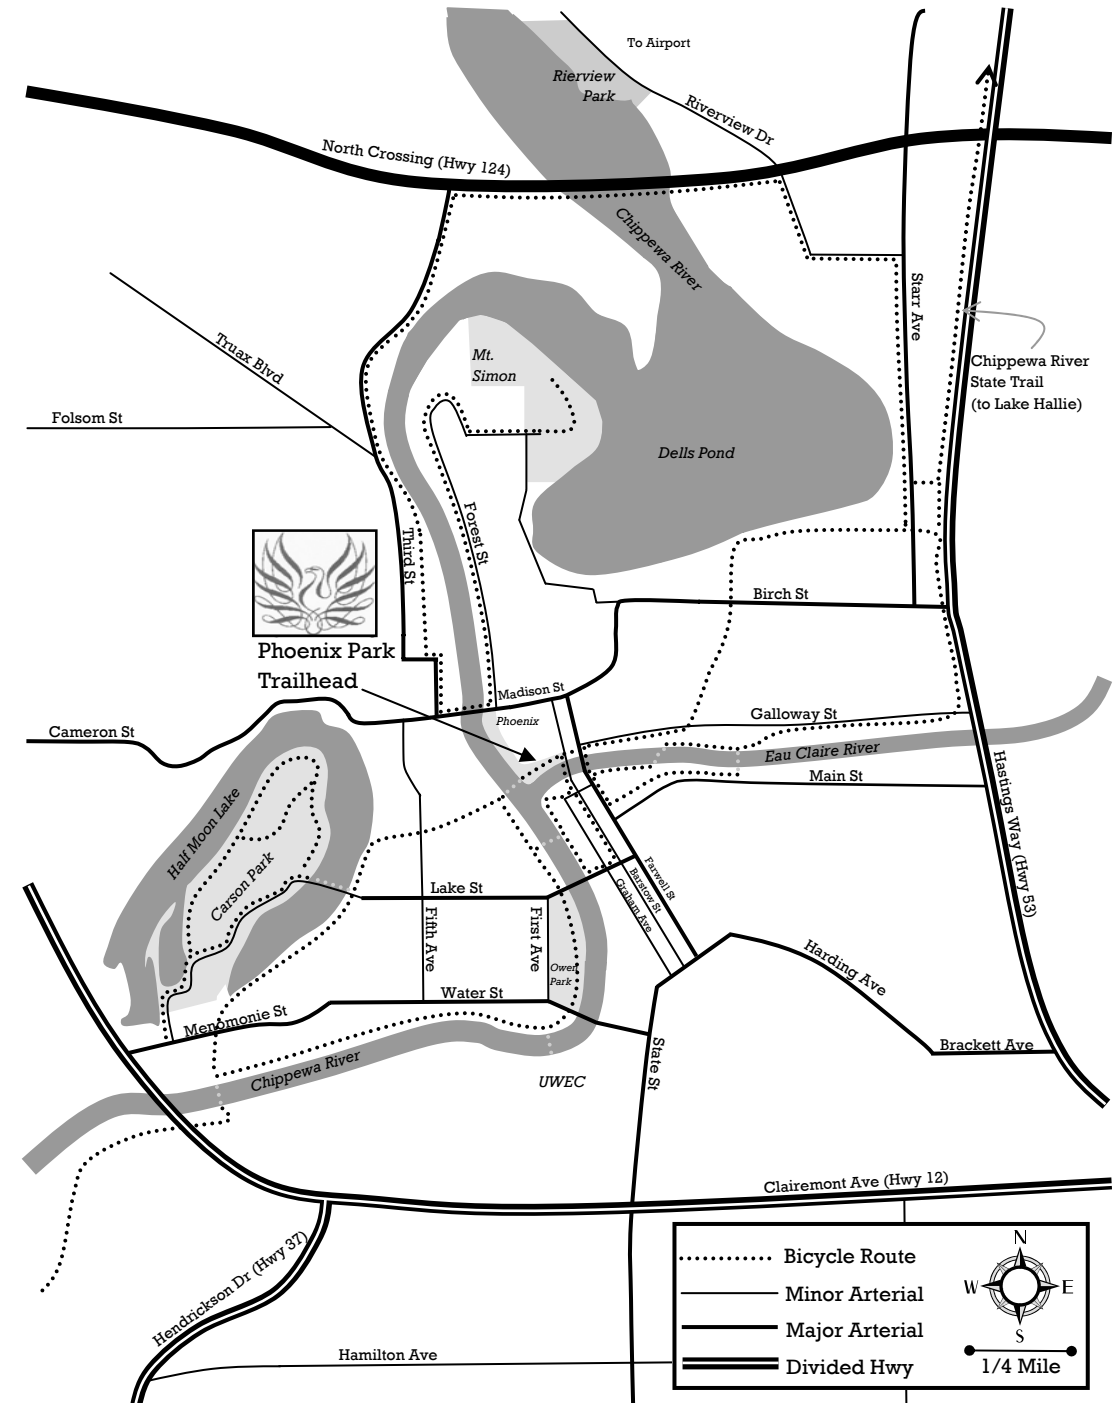 To Airport
Rierview
Park
Riverview Dr
North Crossing (Hwy 124)
Chippewa River
Starr Ave
Truax Blvd
Mt.
Simon
Chippewa River
State Trail
(to Lake Hallie)
Folsom St
Dells Pond
Forest St
Third St
Birch St
Phoenix Park
Trailhead
Madison St
Phoenix
Galloway St
Cameron St
Eau Claire River
Main St
Hastings Way (Hwy 53)
Half Moon Lake
Carson Park
Lake St
Farwell St
Barstow St
Graham Ave
Fifth Ave
First Ave
Owen
Park
Harding Ave
Water St
Menomonie St
Brackett Ave
State St
Chippewa River
UWEC
Clairemont Ave (Hwy 12)
Hendrickson Dr (Hwy 37)
Hamilton Ave
Bicycle Route
Minor Arterial
Major Arterial
Divided Hwy
N
W
E
S
1/4 Mile